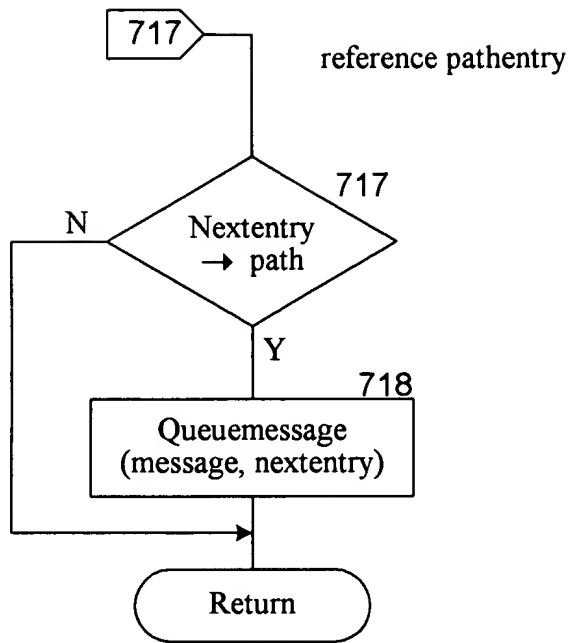 717
reference pathentry
717
N
Nextentry
→ path
Y
718
Queuemessage
(message, nextentry)
Return